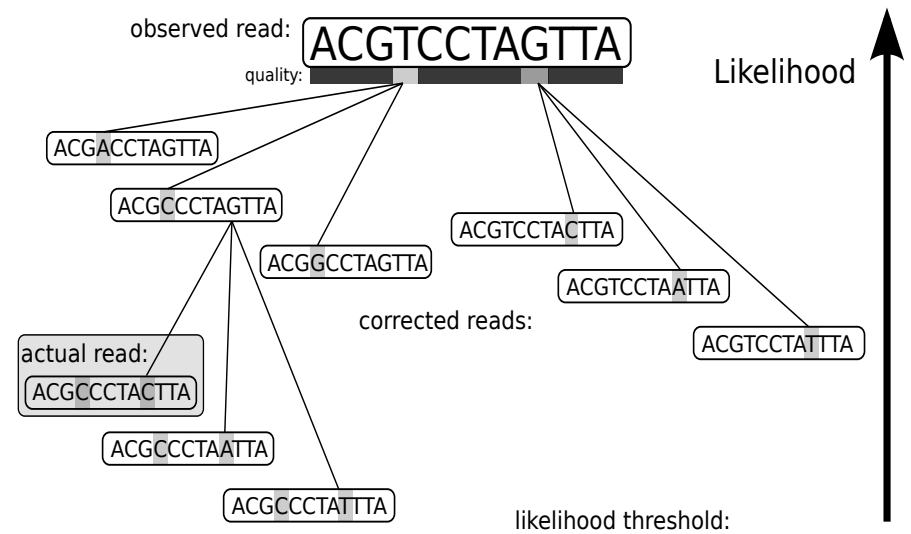 observed read:
ACGTCCTAGTTA
quality:
Likelihood
ACGACCTAGTTA
ACGCCCTAGTTA
ACGTCCTACTTA
ACGGCCTAGTTA
ACGTCCTAATTA
corrected reads:
ACGTCCTATTTA
actual read:
ACGCCCTACTTA
ACGCCCTAATTA
ACGCCCTATTTA
likelihood threshold: